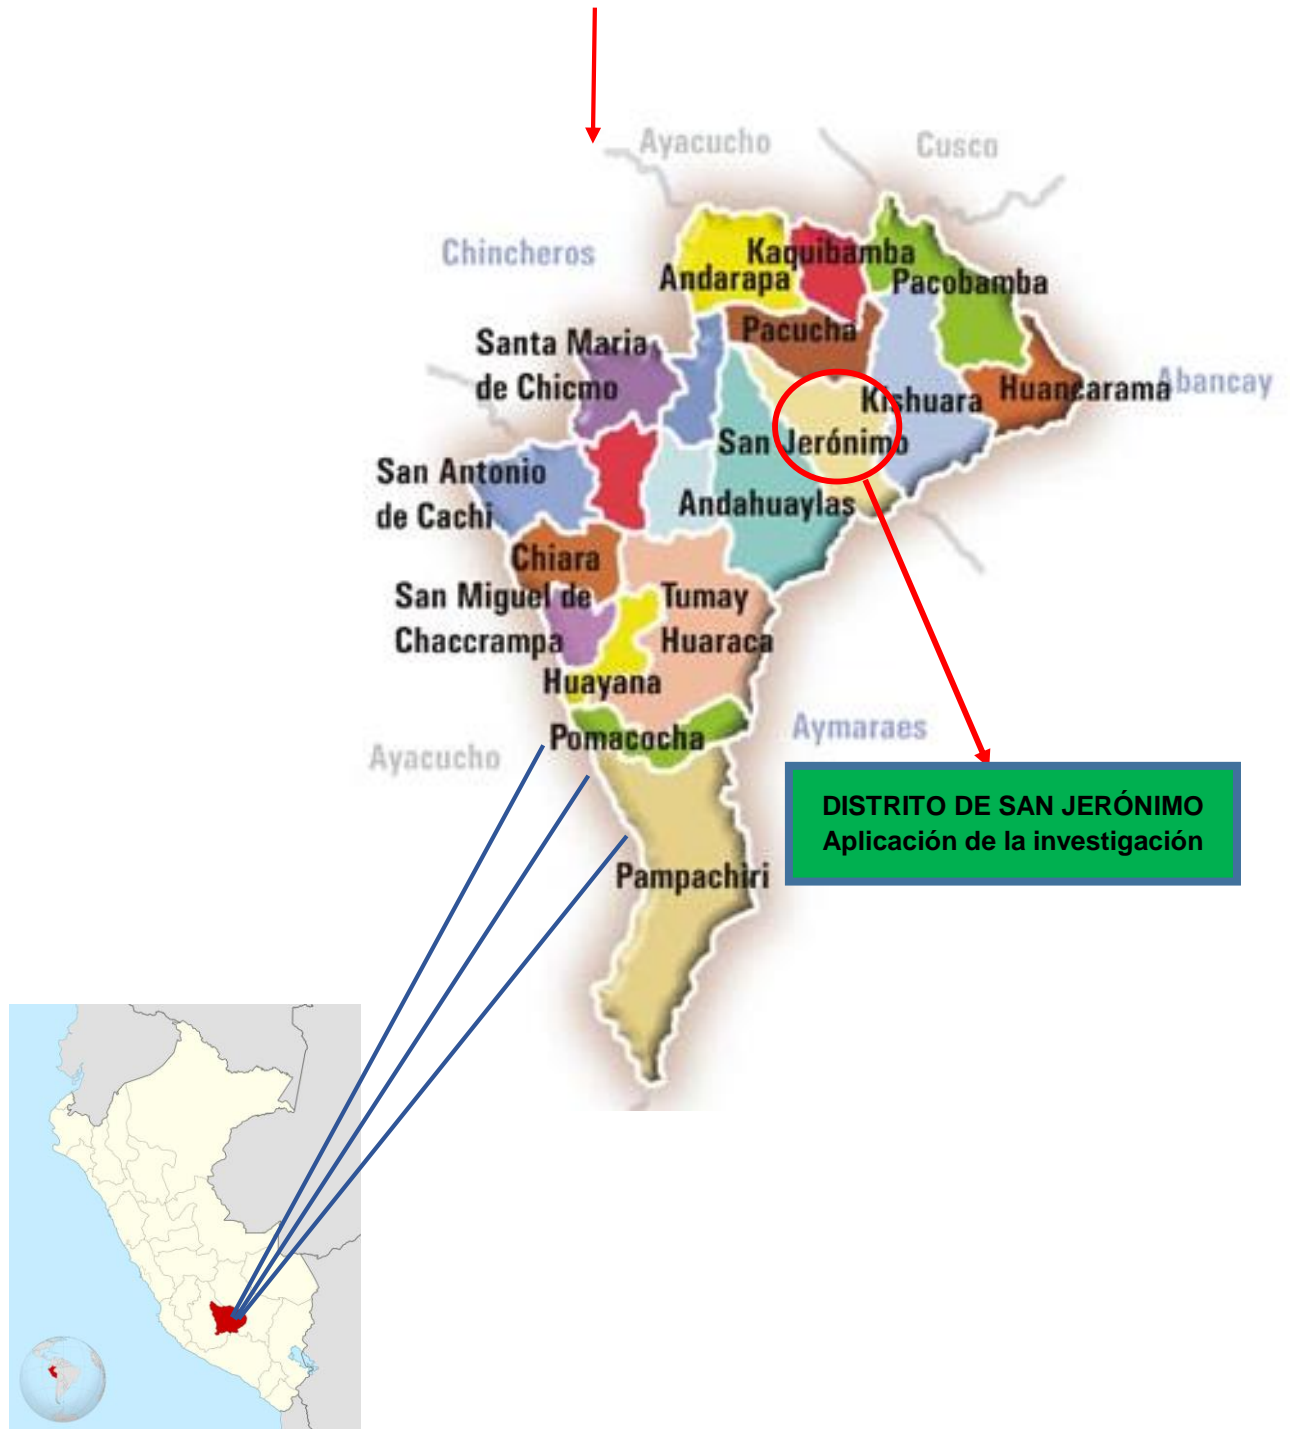 Ayacucho
Cusco
Chincheros
Kaquibamba
Andarapa
Pacobamba
Pacucha
Santa Maria
de Chicmo
Kishuara
Huancarama
Abancay
San Jerónimo
San Antonio
de Cachi
Andahuaylas
Chiara
San Miguel de
Chaccrampa
Tumay
Huaraca
Huayana
Pomacocha
Aymaraes
Ayacucho
DISTRITO DE SAN JERÓNIMO
Aplicación de la investigación
Pampachiri